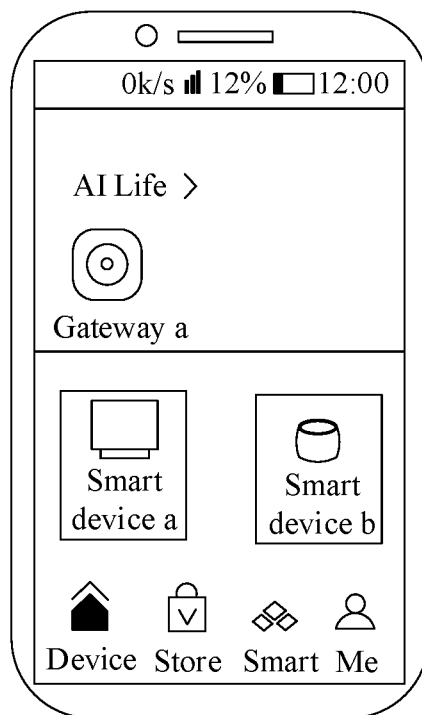 0k/s 12% 12:00
AI Life >
Gateway a
Smart
device a
Smart
device b
Device Store Smart Me